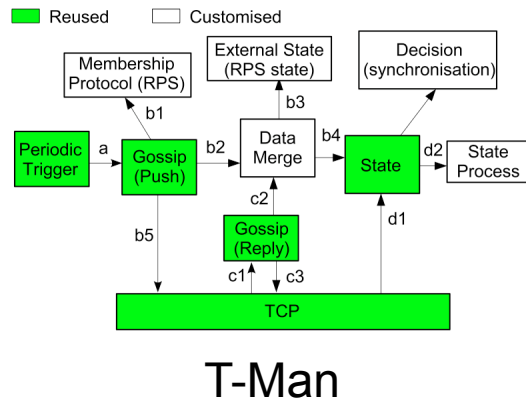 Reused
Customised
Membership
Protocol (RPS)
External State
(RPS state)
Decision
(synchronisation)
b1
b3
Periodic
Trigger
a
Gossip
(Push)
b2
Data
Merge
b4
State
d2
State
Process
c2
b5
Gossip
(Reply)
d1
c1
c3
TCP
T-Man